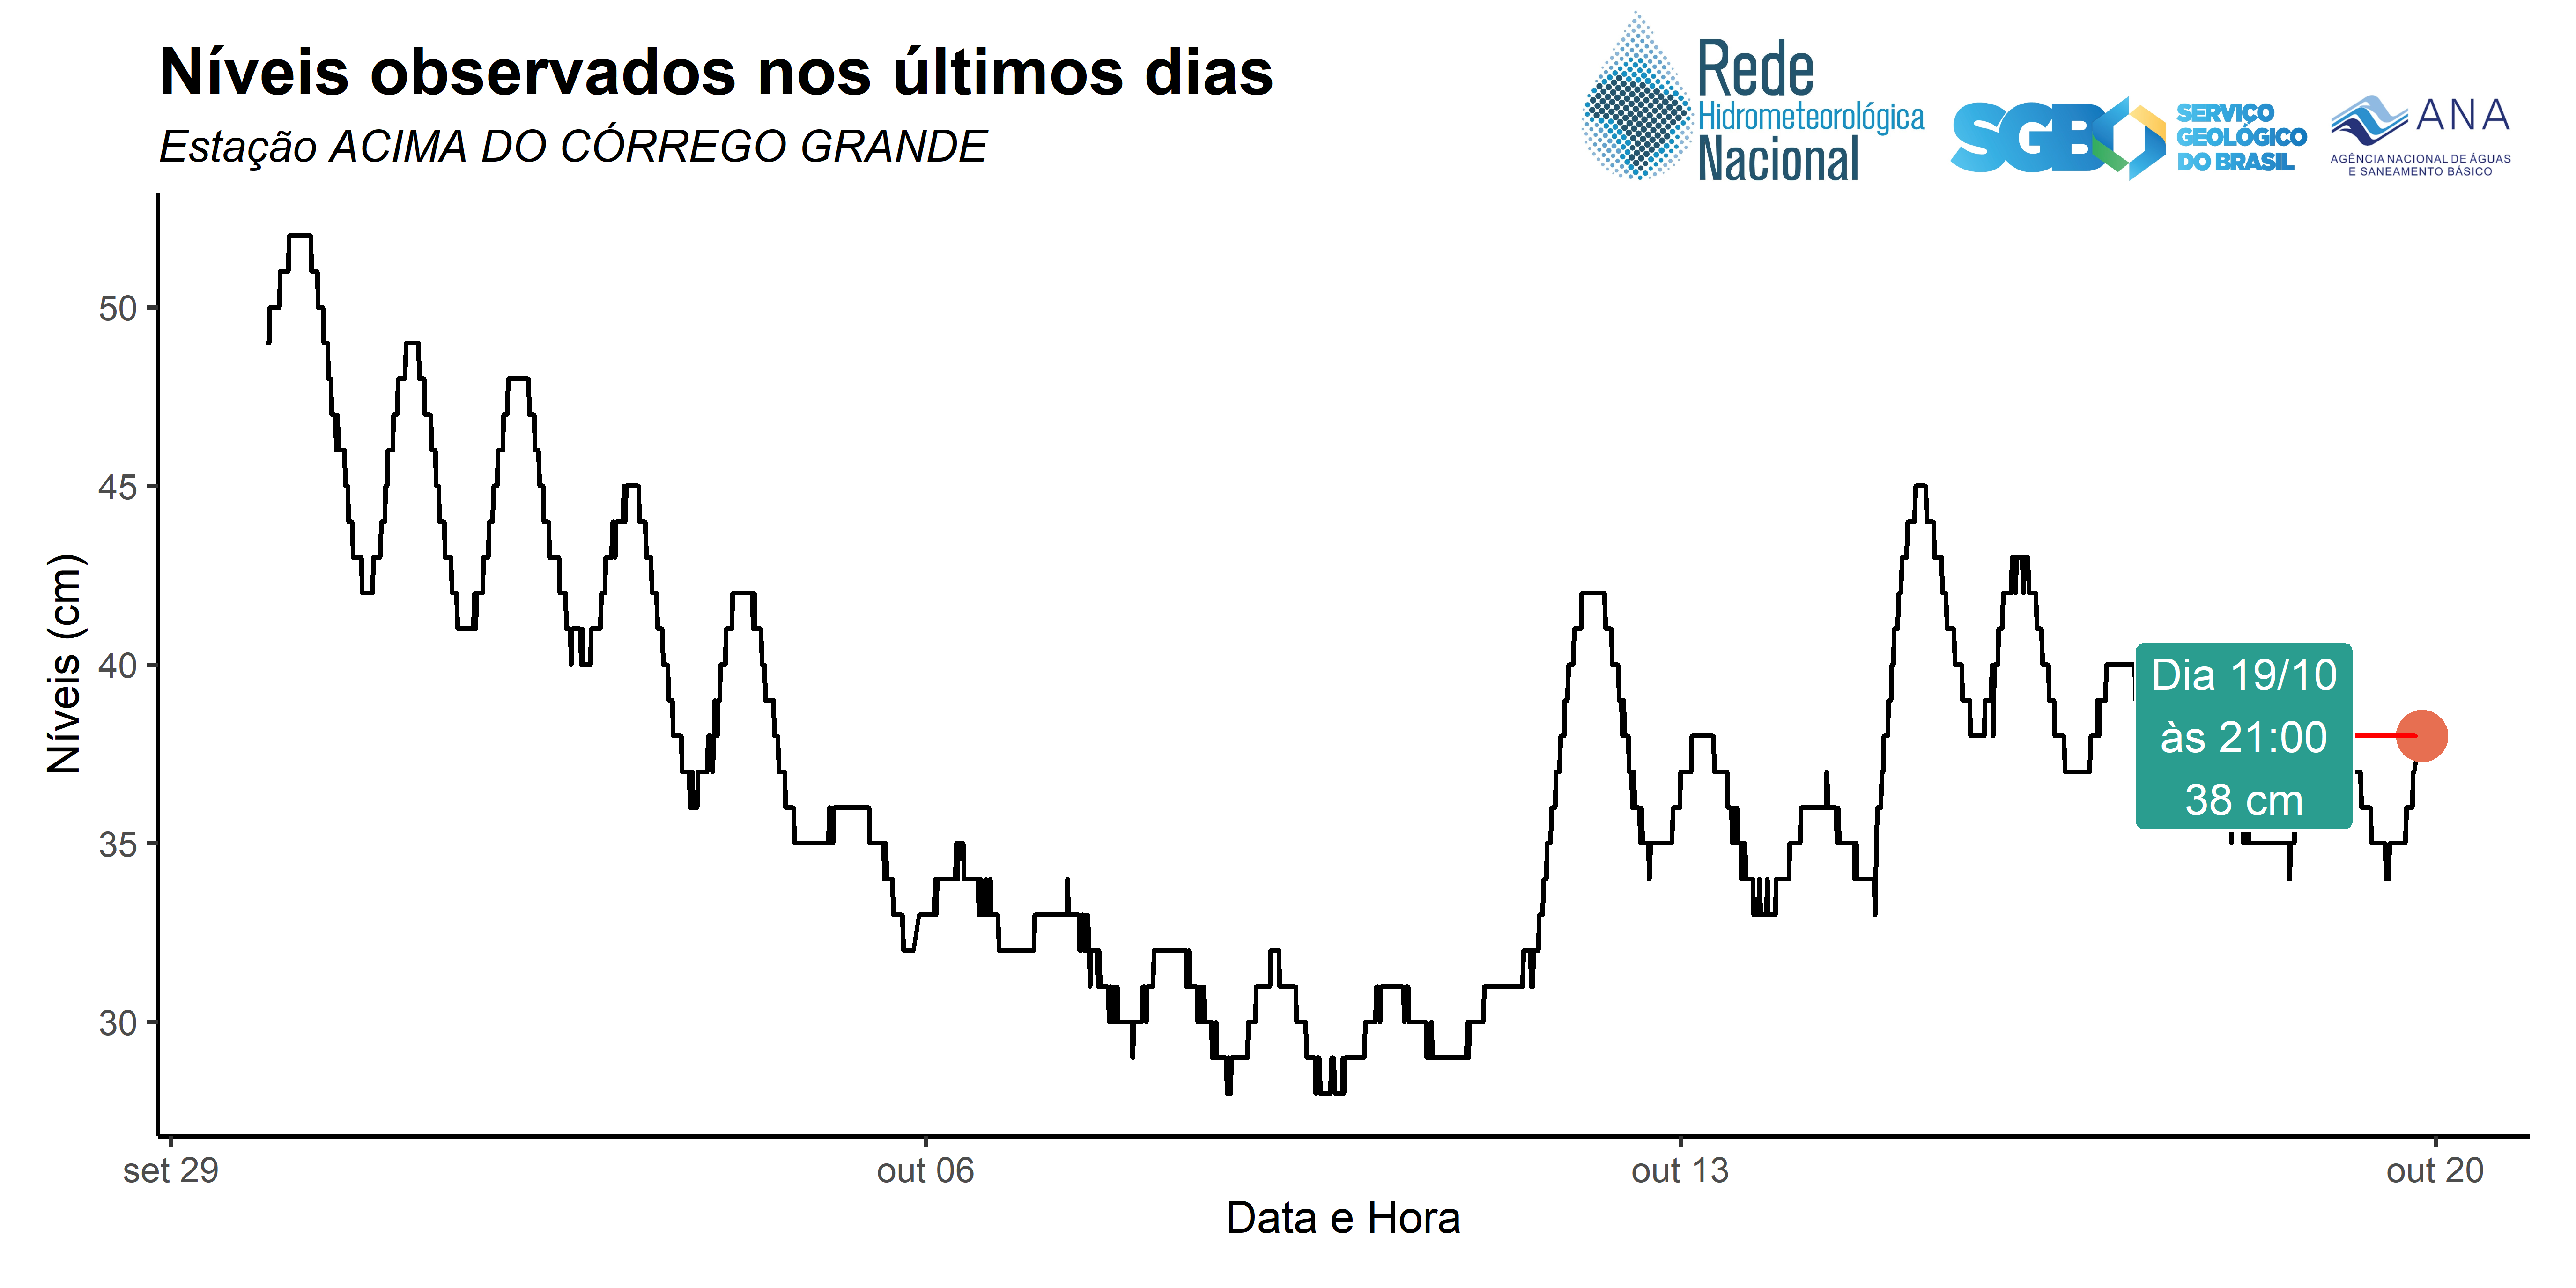 Níveis observados nos últimos dias
Estação ACIMA DO CÓRREGO GRANDE
Rede
Hidrometeorológica
Nacional
SGB
SERVIÇO
GEOLÓGICO
DO BRASIL
ANA
AGÊNCIA NACIONAL DE ÁGUAS
E SANEAMENTO BÁSICO
Níveis (cm)
50
45
40
35
30
Dia 19/10
às 21:00
38 cm
set 29
out 06
out 13
out 20
Data e Hora